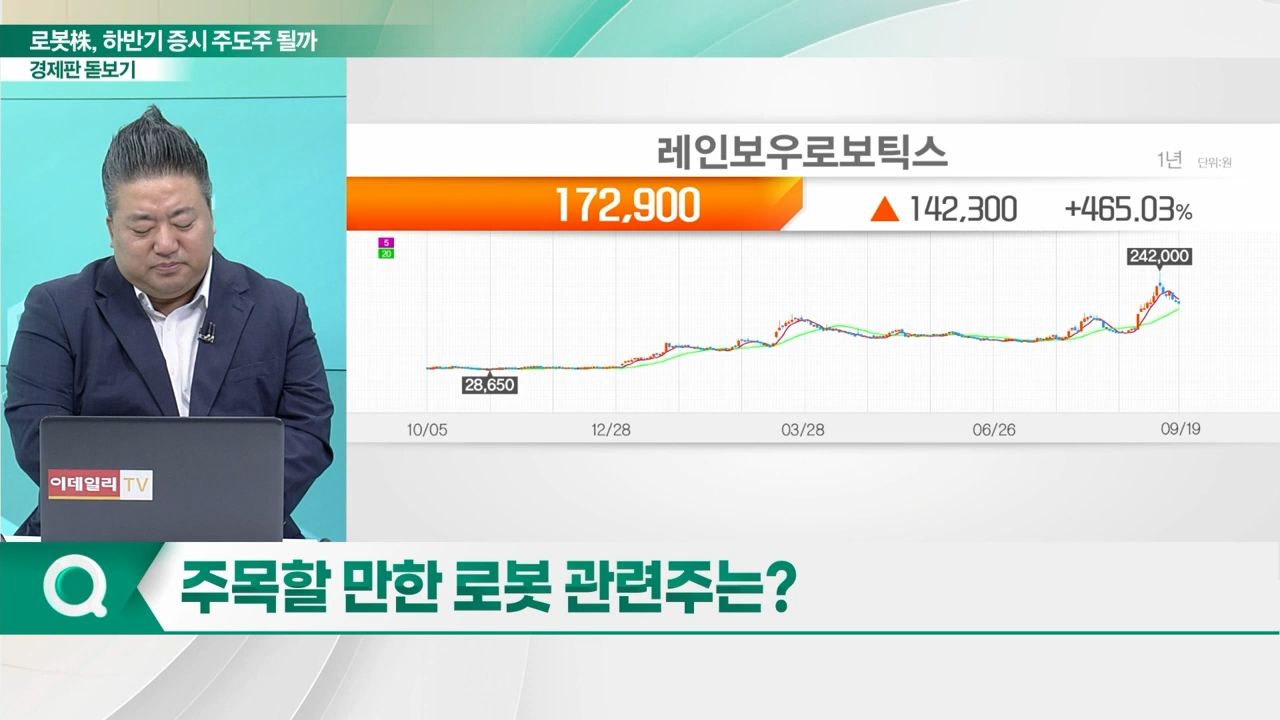 로봇株, 하반기 증시 주도주 될까
경제판 돋보기
레인보우로보틱스
1년 단위:원
172,900 ▲ 142,300 +465.03%
5
20
242,000
28,650
10/05 12/28 03/28 06/26 09/19
이데일리 TV
Q 주목할 만한 로봇 관련주는?